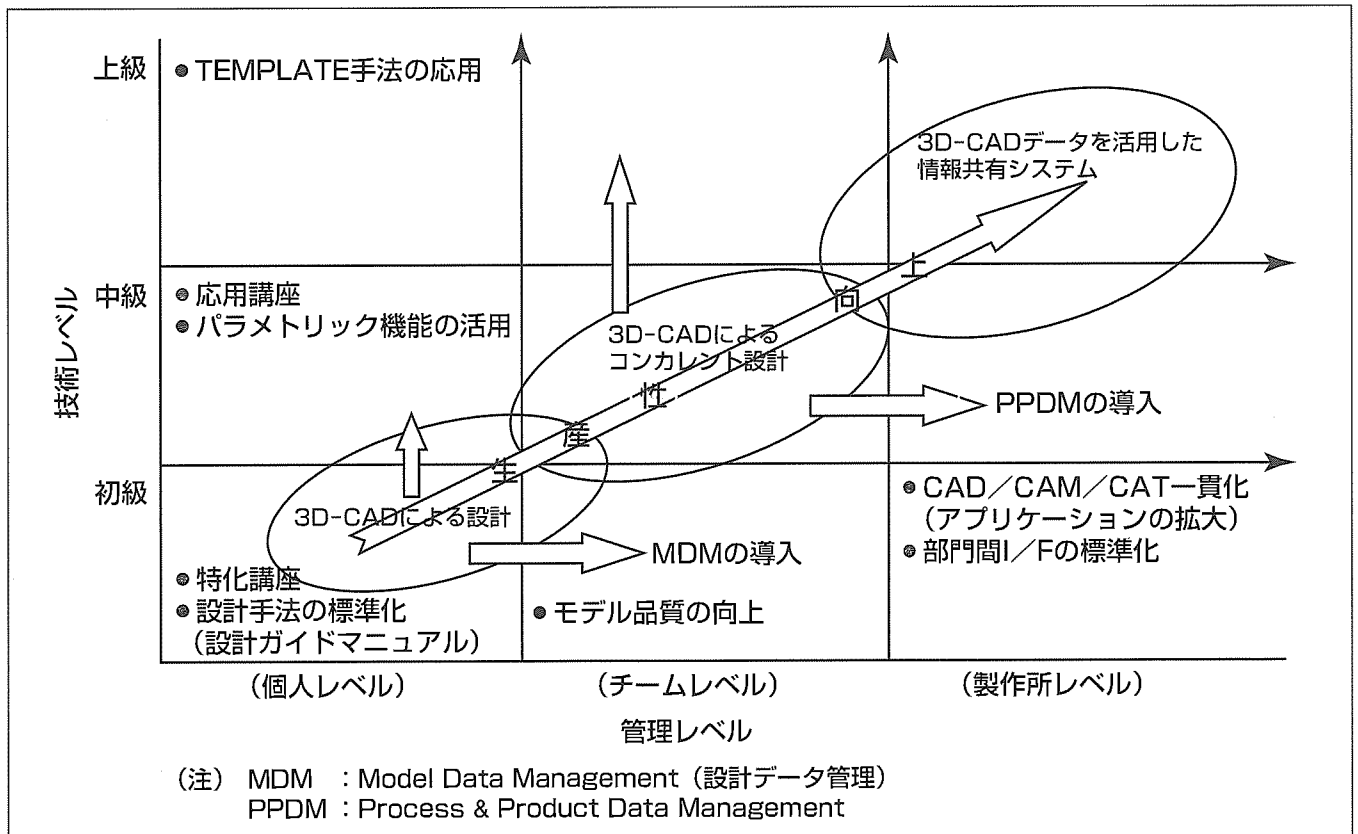 上級
● TEMPLATE手法の応用
3D-CADデータを活用した
情報共有システム
技術レベル
中級
● 応用講座
● パラメトリック機能の活用
3D-CADによる
コンカレント設計
PPDMの導入
生産性向上
初級
3D-CADによる設計
MDMの導入
● CAD/CAM/CAT一貫化
(アプリケーションの拡大)
● 部門間I/Fの標準化
● 特化講座
● 設計手法の標準化
(設計ガイドマニュアル)
● モデル品質の向上
(個人レベル)
(チームレベル)
(製作所レベル)
管理レベル
(注) MDM :Model Data Management(設計データ管理)
PPDM:Process & Product Data Management